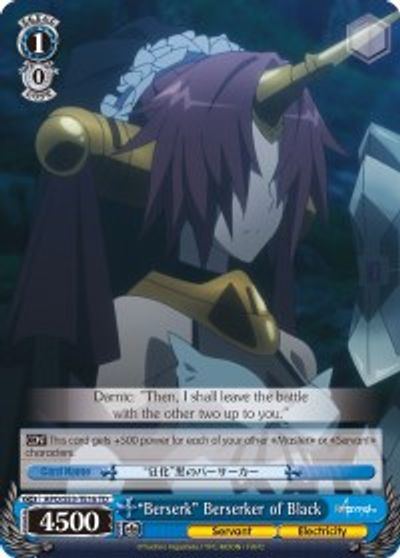 1
0
Darnic: "Then, I shall leave the battle
with the other two up to you."
This card gets +500 power for each of your other «Master» or «Servant»
characters.
Card Name
"狂化"黒のバーサーカー
4500
"Berserk" Berserker of Black
Servant
Electricity